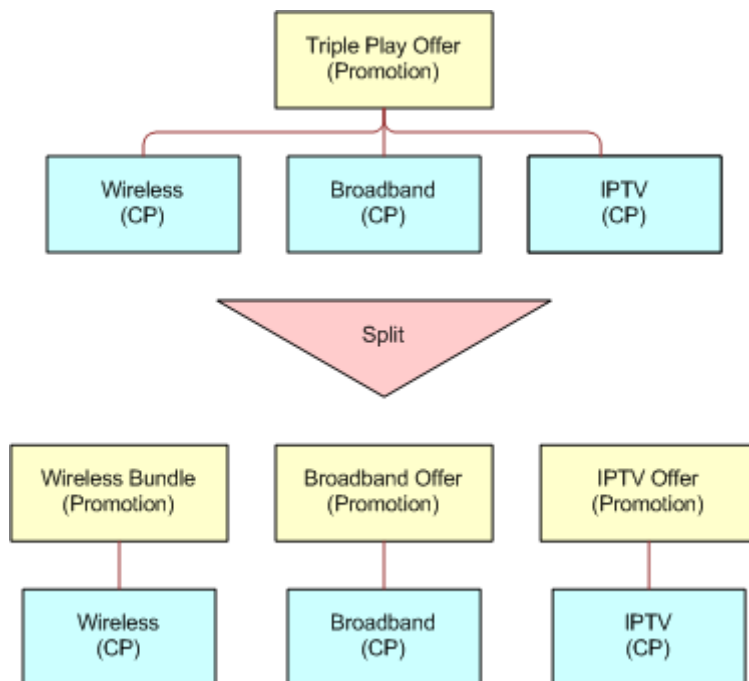 Triple Play Offer
(Promotion)
Wireless
(CP)
Broadband
(CP)
IPTV
(CP)
Split
Wireless Bundle
(Promotion)
Broadband Offer
(Promotion)
IPTV Offer
(Promotion)
Wireless
(CP)
Broadband
(CP)
IPTV
(CP)